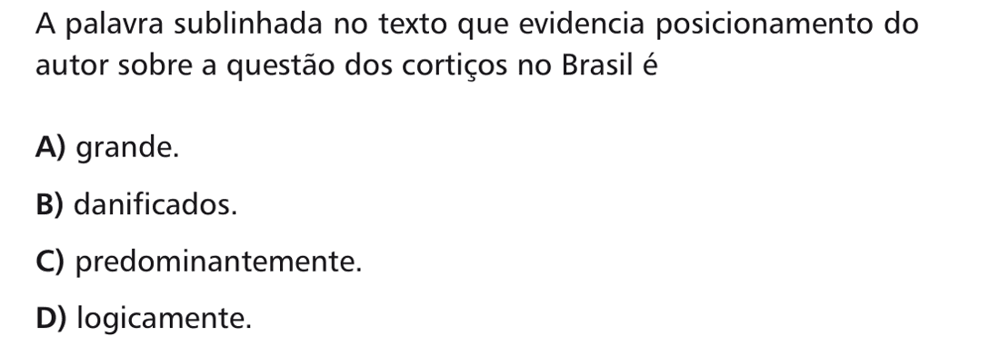 A palavra sublinhada no texto que evidencia posicionamento do
autor sobre a questão dos cortiços no Brasil é
A) grande.
B) danificados.
C) predominantemente.
D) logicamente.